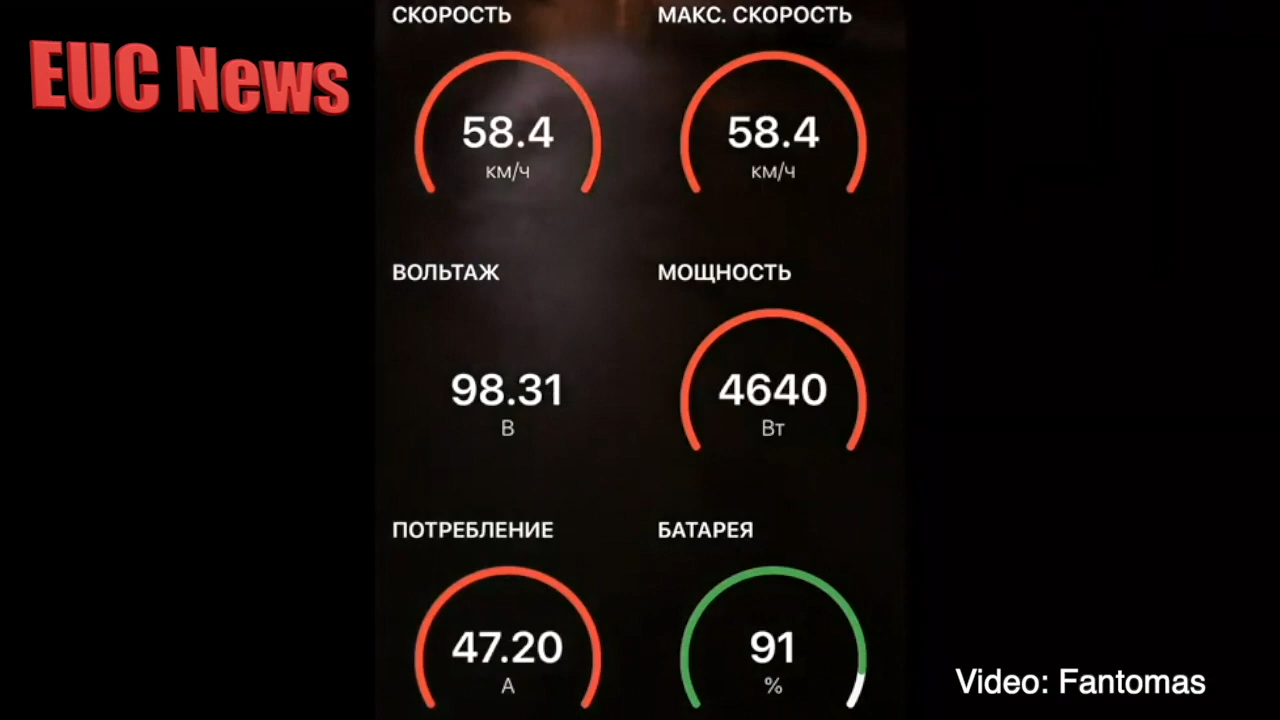 EUC News
СКОРОСТЬ
58.4
км/ч
МАКС. СКОРОСТЬ
58.4
км/ч
ВОЛЬТАЖ
98.31
В
МОЩНОСТЬ
4640
Вт
ПОТРЕБЛЕНИЕ
47.20
А
БАТАРЕЯ
91
%
Video: Fantomas